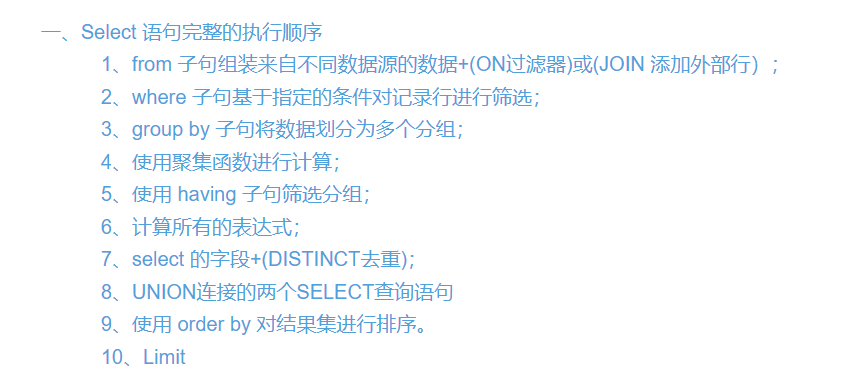 一、Select 语句完整的执行顺序
1、from 子句组装来自不同数据源的数据+(ON过滤器)或(JOIN 添加外部行）;
2、where 子句基于指定的条件对记录行进行筛选;
3、group by 子句将数据划分为多个分组;
4、使用聚集函数进行计算;
5、使用 having 子句筛选分组;
6、计算所有的表达式;
7、select 的字段+(DISTINCT去重);
8、UNION连接的两个SELECT查询语句
9、使用 order by 对结果集进行排序。
10、Limit